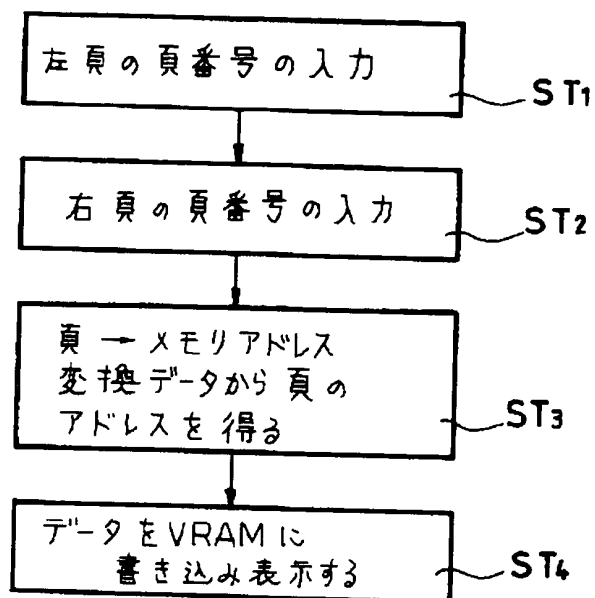 左頁の頁番号の入力
ST1
右頁の頁番号の入力
ST2
頁→メモリアドレス
変換データから頁の
アドレスを得る
ST3
データをVRAMに
書き込み表示する
ST4